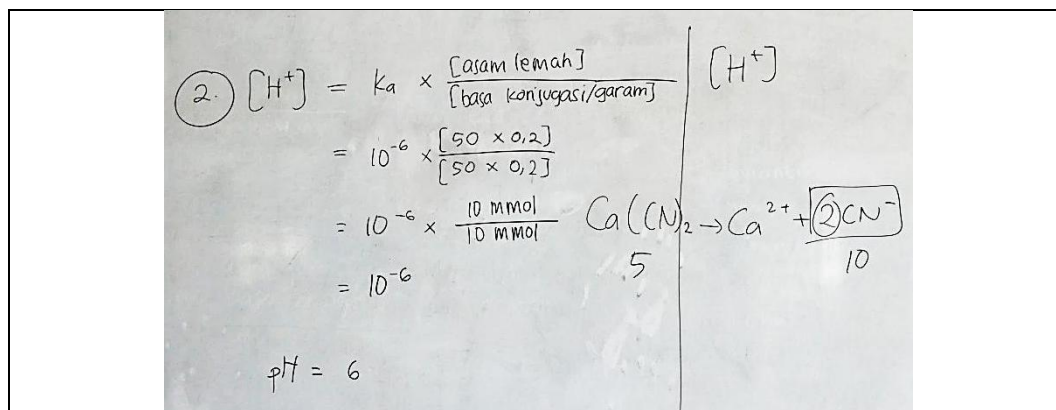 2. [H⁺] = Ka × [asam lemah] / [basa konjugasi/garam]
= 10⁻⁶ × [50 × 0,2] / [50 × 0,2]
= 10⁻⁶ × 10 mmol / 10 mmol
= 10⁻⁶
pH = 6
[H⁺]
Ca(CN)₂ → Ca²⁺ + 2CN⁻
5 10